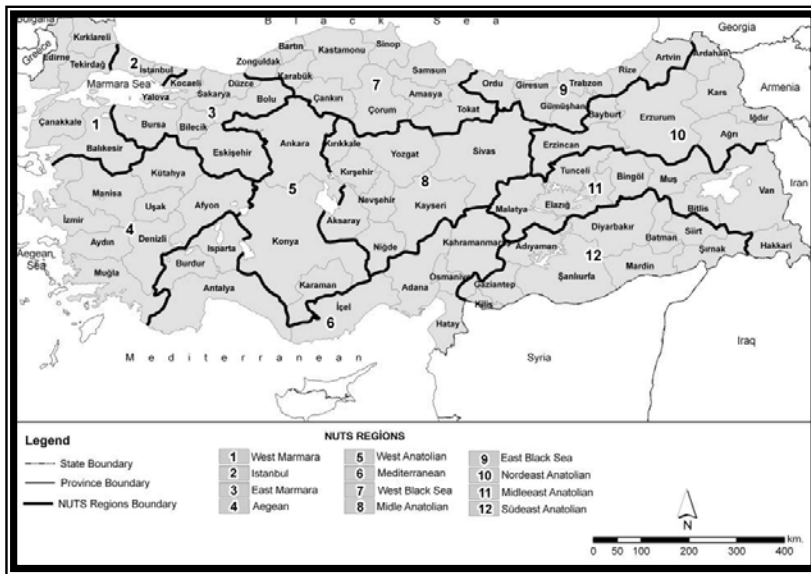 B l a c k S e a
Bulgaria
Georgia
Greece
Armenia
Iran
Iraq
Syria
Aegean
Sea
Marmara Sea
M e d i t e r r a n e a n
Kırklareli
Edirne
Tekirdağ
2
İstanbul
Kocaeli
Yalova
Sakarya
Düzce
Bolu
Zonguldak
Bartın
Karabük
Kastamonu
Sinop
Çankırı
7
Samsun
Amasya
Çorum
Tokat
Ordu
Giresun
9
Trabzon
Gümüşhan
Rize
Artvin
Ardahan
Kars
Bayburt
Erzurum
Iğdır
10
Ağrı
Çanakkale
1
Balıkesir
Bursa
3
Bilecik
Eskişehir
Ankara
Kırıkkale
Yozgat
Sivas
Erzincan
Kütahya
Manisa
Uşak
Afyon
İzmir
4
Aydın
Denizli
Muğla
5
Konya
Kırşehir
8
Nevşehir
Kayseri
Aksaray
Niğde
Tunceli
Bingöl
Muş
11
Elazığ
Malatya
Van
Bitlis
Hakkari
Isparta
Burdur
Antalya
Karaman
İçel
6
Adana
Osmaniye
Kahramanmar
Hatay
Adıyaman
Gaziantep
Kilis
Şanlıurfa
12
Diyarbakır
Mardin
Batman
Siirt
Şırnak
Legend
State Boundary
Province Boundary
NUTS Regions Boundary
NUTS REGİONS
1 West Marmara
2 Istanbul
3 East Marmara
4 Aegean
5 West Anatolian
6 Mediterranean
7 West Black Sea
8 Midle Anatolian
9 East Black Sea
10 Nordeast Anatolian
11 Midleeast Anatolian
12 Südeast Anatolian
N
0 50 100 200 300 400 km.